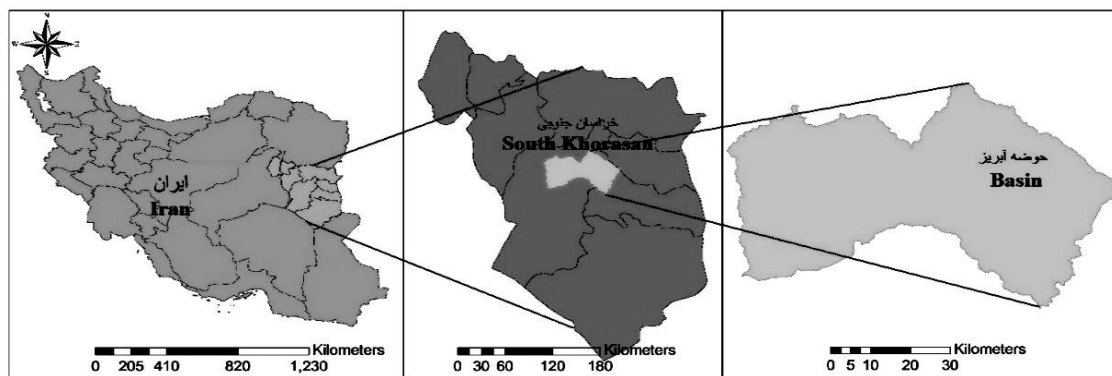 N
W
E
S
ایران
Iran
Kilometers
0 205 410 820 1,230
خراسان جنوبی
South Khorasan
Kilometers
0 30 60 120 180
حوضه آبریز
Basin
Kilometers
0 5 10 20 30